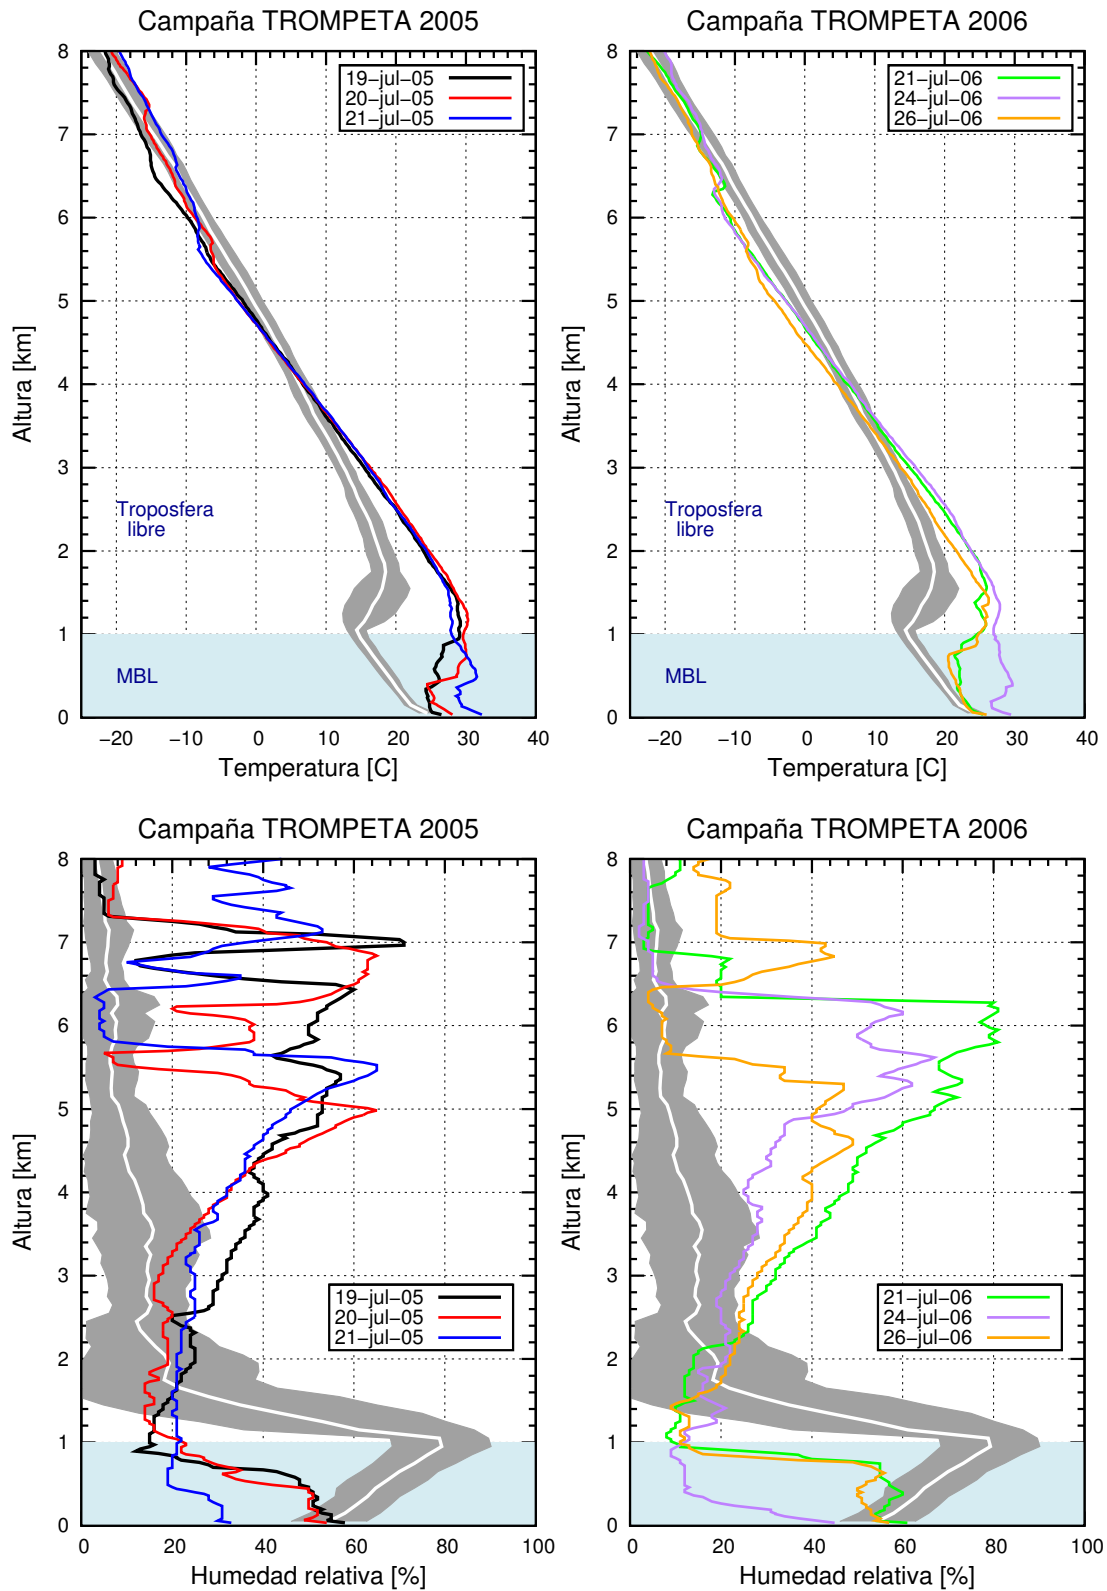 Campaña TROMPETA 2005
8
7
6
5
4
3
2
1
0
Altura [km]
19-jul-05
20-jul-05
21-jul-05
Troposfera
libre
MBL
-20
-10
0
10
20
30
40
Temperatura [C]
Campaña TROMPETA 2006
8
7
6
5
4
3
2
1
0
Altura [km]
21-jul-06
24-jul-06
26-jul-06
Troposfera
libre
MBL
-20
-10
0
10
20
30
40
Temperatura [C]
Campaña TROMPETA 2005
8
7
6
5
4
3
2
1
0
Altura [km]
19-jul-05
20-jul-05
21-jul-05
0
20
40
60
80
100
Humedad relativa [%]
Campaña TROMPETA 2006
8
7
6
5
4
3
2
1
0
Altura [km]
21-jul-06
24-jul-06
26-jul-06
0
20
40
60
80
100
Humedad relativa [%]